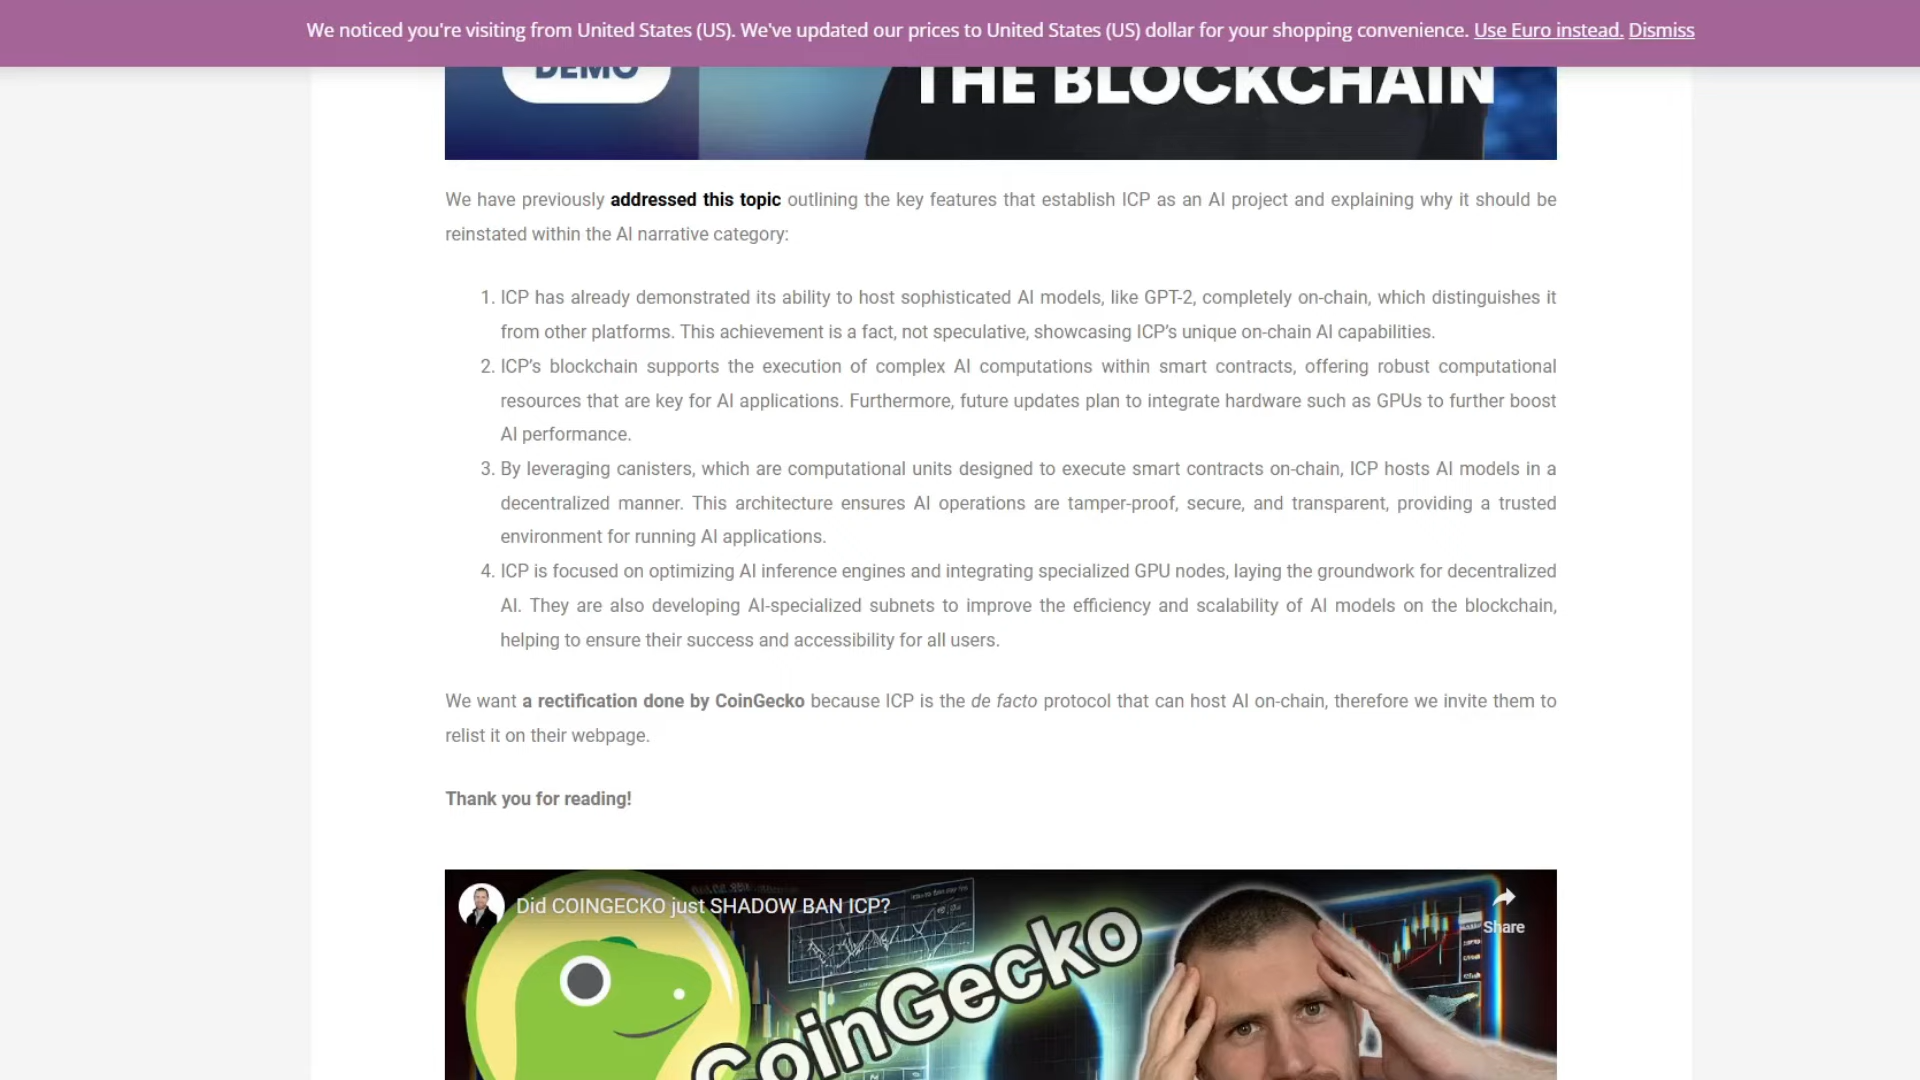 We noticed you're visiting from United States (US). We've updated our prices to United States (US) dollar for your shopping convenience. Use Euro instead. Dismiss
DEMO
THE BLOCKCHAIN
We have previously addressed this topic outlining the key features that establish ICP as an AI project and explaining why it should be
reinstated within the AI narrative category:
1. ICP has already demonstrated its ability to host sophisticated AI models, like GPT-2, completely on-chain, which distinguishes it
from other platforms. This achievement is a fact, not speculative, showcasing ICP’s unique on-chain AI capabilities.
2. ICP’s blockchain supports the execution of complex AI computations within smart contracts, offering robust computational
resources that are key for AI applications. Furthermore, future updates plan to integrate hardware such as GPUs to further boost
AI performance.
3. By leveraging canisters, which are computational units designed to execute smart contracts on-chain, ICP hosts AI models in a
decentralized manner. This architecture ensures AI operations are tamper-proof, secure, and transparent, providing a trusted
environment for running AI applications.
4. ICP is focused on optimizing AI inference engines and integrating specialized GPU nodes, laying the groundwork for decentralized
AI. They are also developing AI-specialized subnets to improve the efficiency and scalability of AI models on the blockchain,
helping to ensure their success and accessibility for all users.
We want a rectification done by CoinGecko because ICP is the de facto protocol that can host AI on-chain, therefore we invite them to
relist it on their webpage.
Thank you for reading!
Did COINGECKO just SHADOW BAN ICP?
Share
CoinGecko